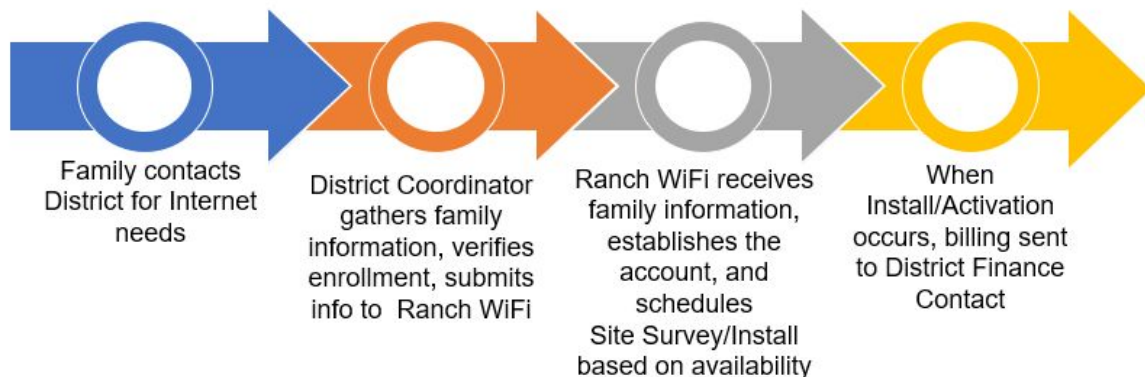 Family contacts
District for Internet
needs
District Coordinator
gathers family
information, verifies
enrollment, submits
info to  Ranch WiFi
Ranch WiFi receives
family information,
establishes the
account, and
schedules
Site Survey/Install
based on availability
When
Install/Activation
occurs, billing sent
to District Finance
Contact